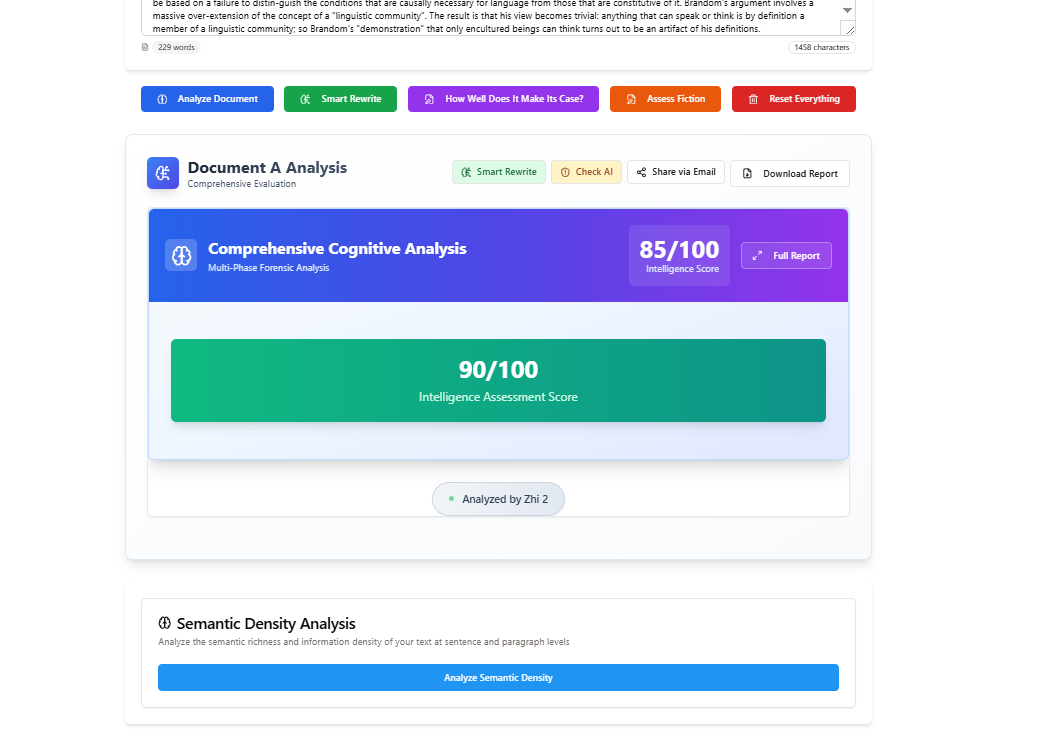 be based on a failure to distin-guish the conditions that are causally necessary for language from those that are constitutive of it. Brandom's argument involves a
massive over-extension of the concept of a "linguistic community". The result is that his view becomes trivial: anything that can speak or think is by definition a
member of a linguistic community; so Brandom's "demonstration" that only encultured beings can think turns out to be an artifact of his definitions.
229 words
1458 characters
Analyze Document
Smart Rewrite
How Well Does It Make Its Case?
Assess Fiction
Reset Everything
Document A Analysis
Comprehensive Evaluation
Smart Rewrite
Check AI
Share via Email
Download Report
Comprehensive Cognitive Analysis
Multi-Phase Forensic Analysis
85/100
Intelligence Score
Full Report
90/100
Intelligence Assessment Score
Analyzed by Zhi 2
Semantic Density Analysis
Analyze the semantic richness and information density of your text at sentence and paragraph levels
Analyze Semantic Density